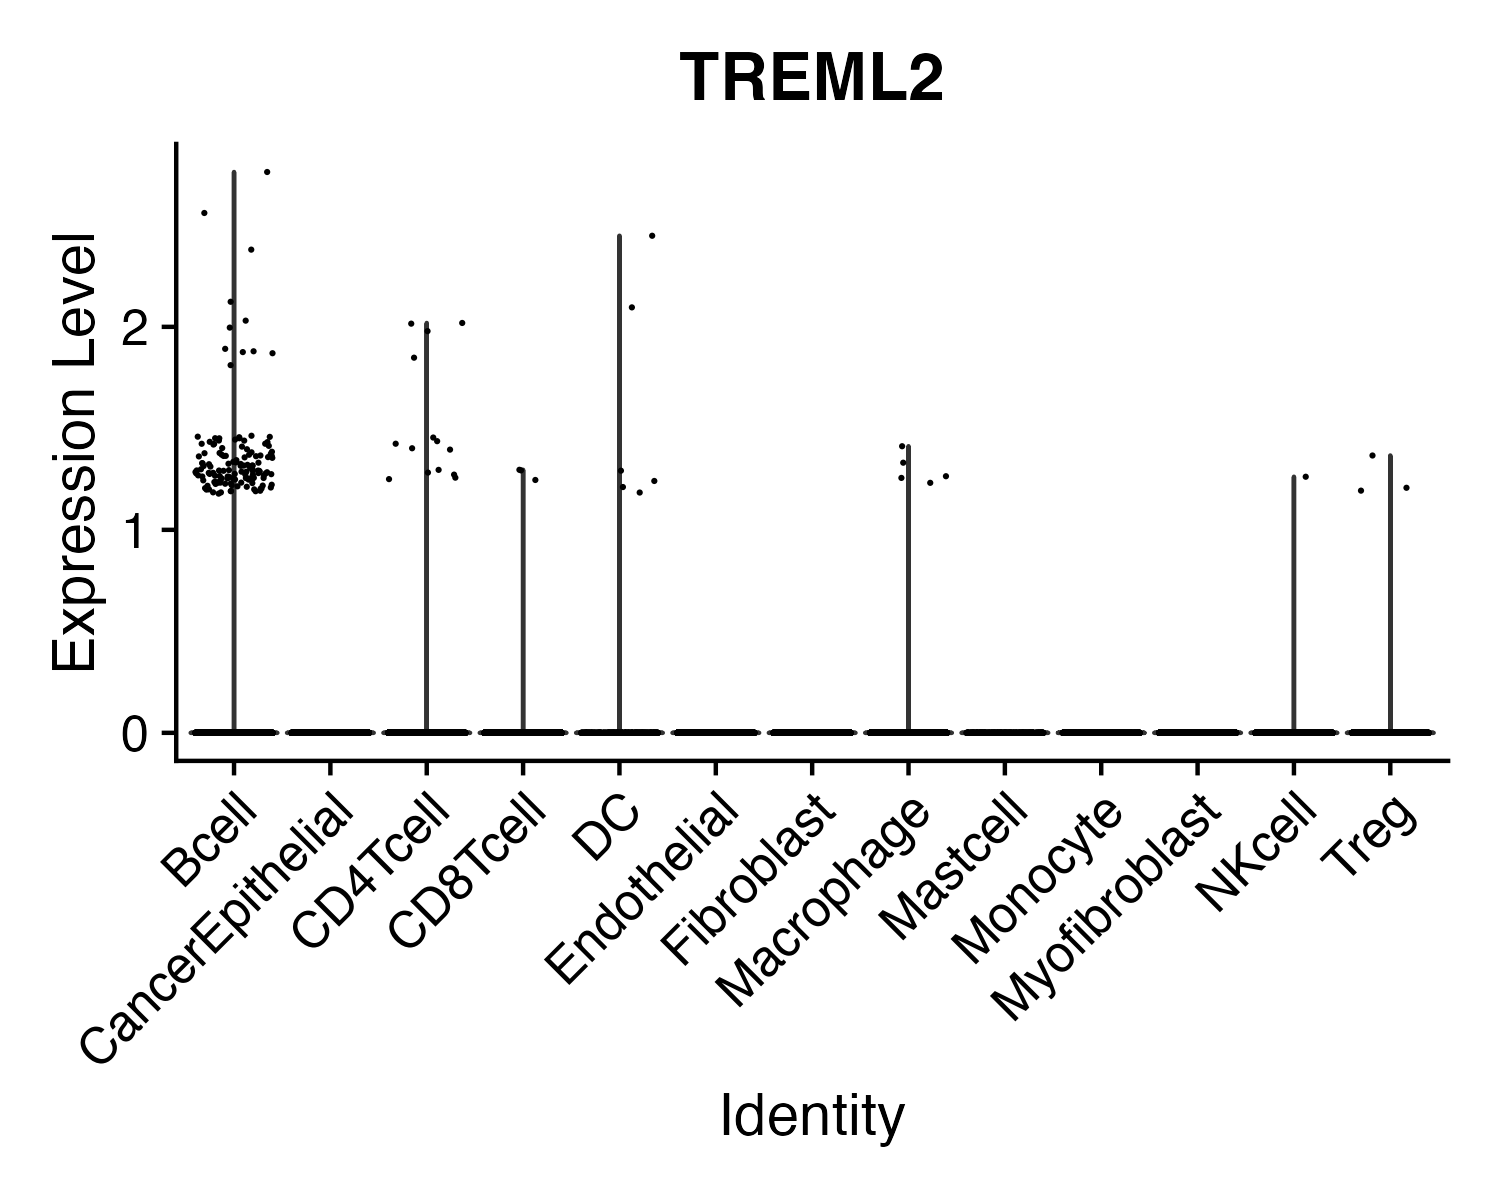 TREML2
Expression Level
2
1
0
Bcell
CancerEpithelial
CD4Tcell
CD8Tcell
DC
Endothelial
Fibroblast
Macrophage
Mastcell
Monocyte
Myofibroblast
NKcell
Treg
Identity